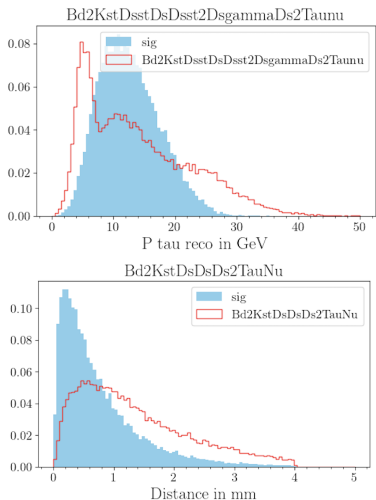 Bd2KstDsstDsDsst2DsgammaDs2Taunu
sig
Bd2KstDsstDsDsst2DsgammaDs2Taunu
0.08
0.06
0.04
0.02
0.00
0 10 20 30 40 50
P tau reco in GeV
Bd2KstDsDsDs2TauNu
sig
Bd2KstDsDsDs2TauNu
0.10
0.08
0.06
0.04
0.02
0.00
0 1 2 3 4 5
Distance in mm